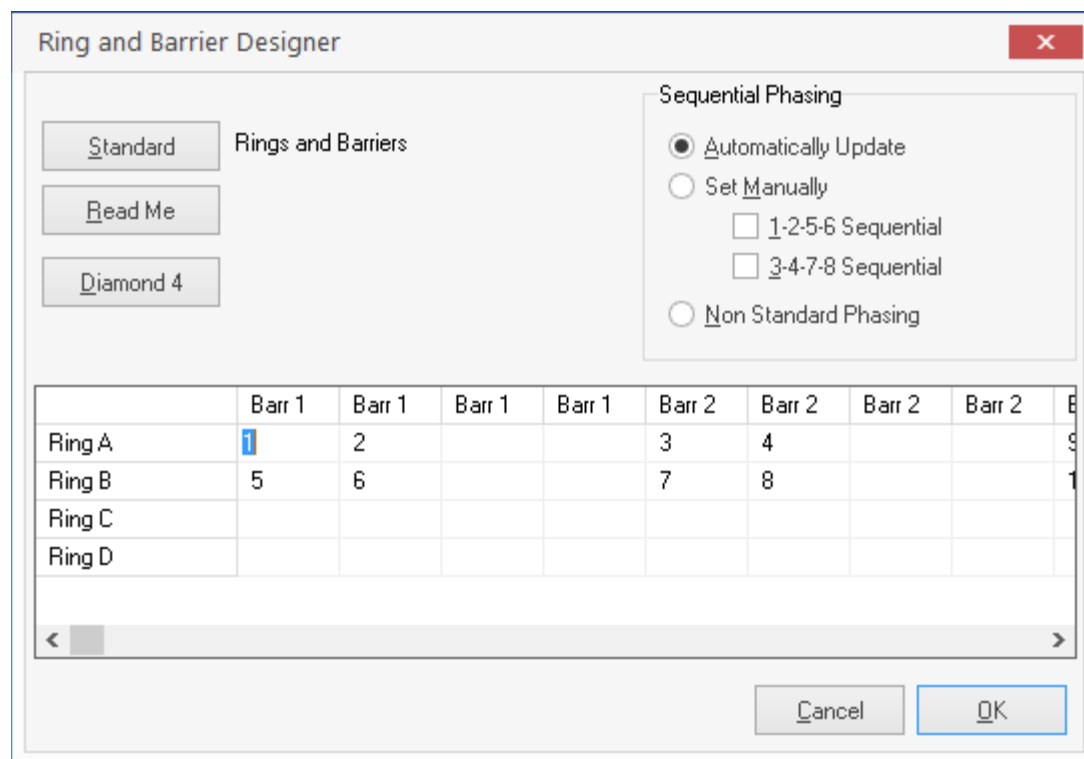 Ring and Barrier Designer
Standard
Rings and Barriers
Read Me
Diamond 4
Sequential Phasing
Automatically Update
Set Manually
1-2-5-6 Sequential
3-4-7-8 Sequential
Non Standard Phasing
Barr 1 Barr 1 Barr 1 Barr 1 Barr 2 Barr 2 Barr 2 Barr 2
Ring A 1 2 3 4
Ring B 5 6 7 8
Ring C
Ring D
Cancel OK